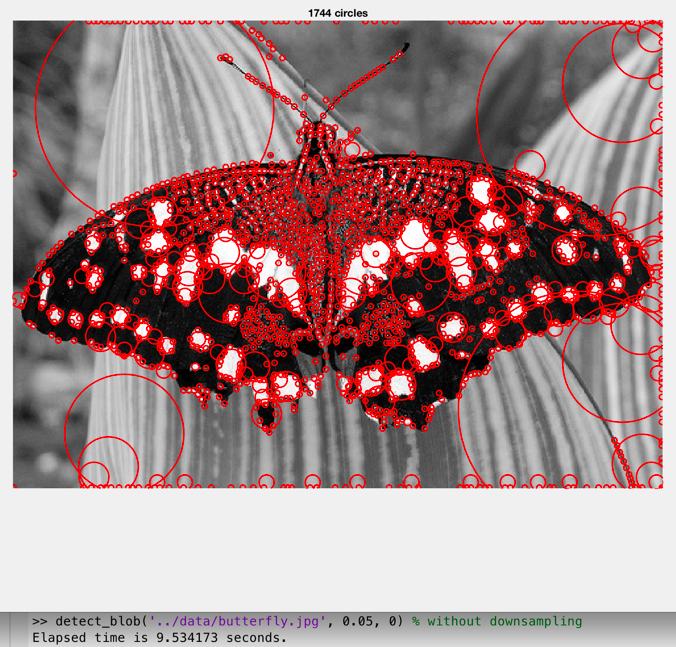 1744 circles
>> detect_blob('../data/butterfly.jpg', 0.05, 0) % without downsampling
Elapsed time is 9.534173 seconds.